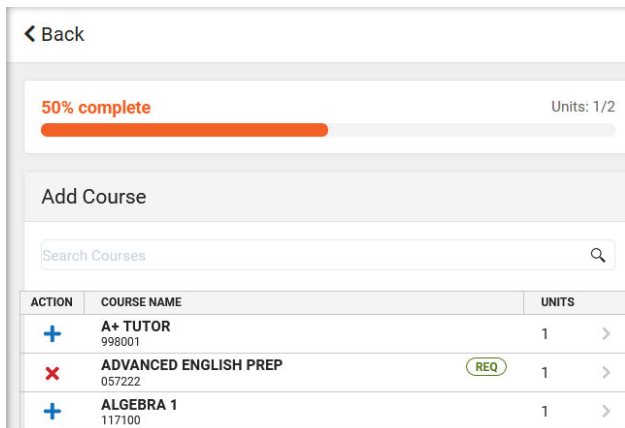 Back
50% complete Units: 1/2
Add Course
Search Courses
ACTION COURSE NAME UNITS
A+ TUTOR
998001
1
ADVANCED ENGLISH PREP
057222
REQ 1
ALGEBRA 1
117100
1